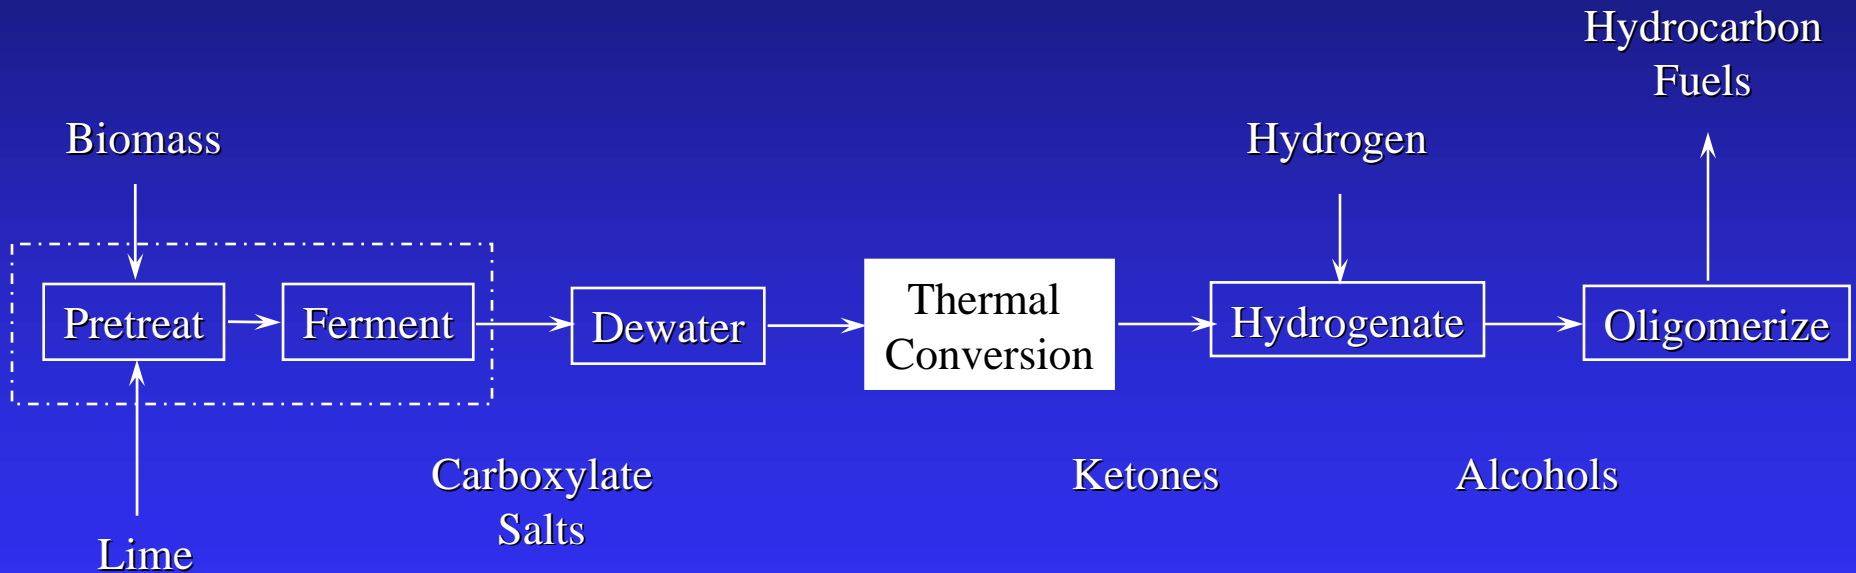 Hydrocarbon
Fuels
Biomass
Hydrogen
Pretreat
Ferment
Dewater
Thermal
Conversion
Hydrogenate
Oligomerize
Carboxylate
Salts
Ketones
Alcohols
Lime